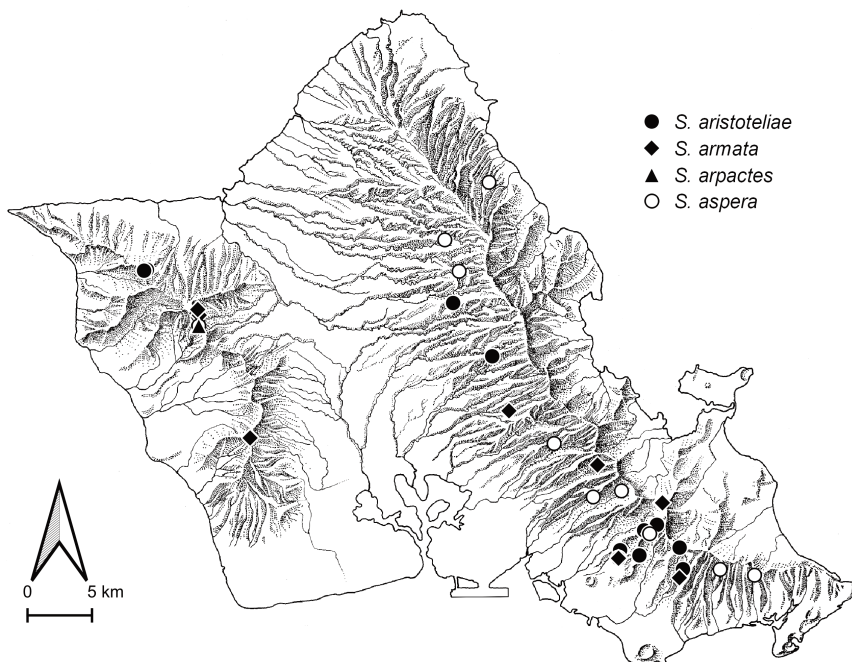 S. aristoteliae
S. armata
S. arpactes
S. aspera
0 5 km